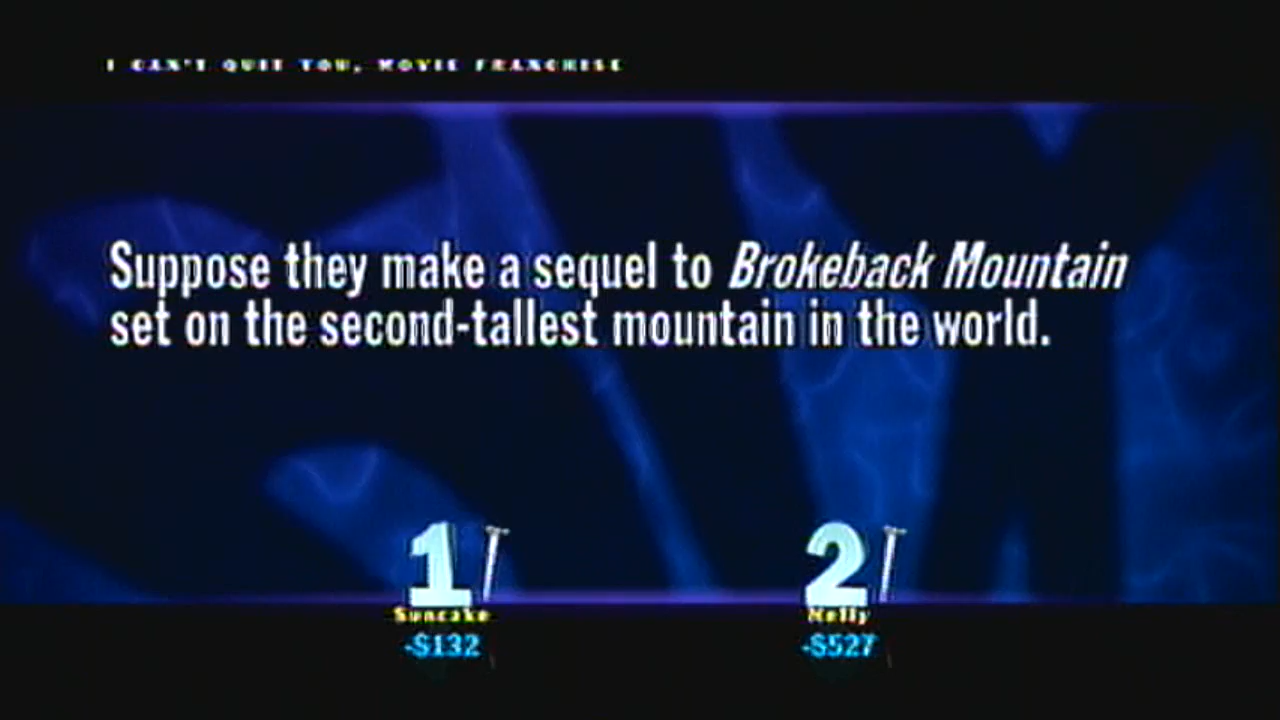 I CAN'T QUIT YOU, MOVIE FRANCHISE
Suppose they make a sequel to Brokeback Mountain
set on the second-tallest mountain in the world.
1 2
Suncake Nelly
-$132 -$527